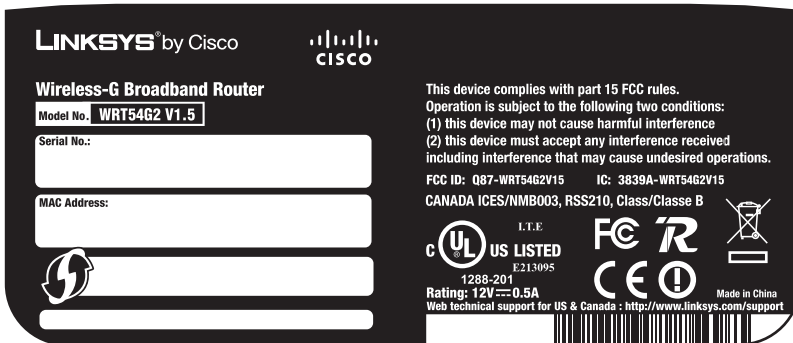 LINKSYS® by Cisco
CISCO
Wireless-G Broadband Router
Model No. WRT54G2 V1.5
Serial No.:
MAC Address:
This device complies with part 15 FCC rules.
Operation is subject to the following two conditions:
(1) this device may not cause harmful interference
(2) this device must accept any interference received
including interference that may cause undesired operations.
FCC ID: Q87-WRT54G2V15 IC: 3839A-WRT54G2V15
CANADA ICES/NMB003, RSS210, Class/Classe B
I.T.E
C UL® US LISTED
E213095
1288-201
FC R
CE
Rating: 12V⎓0.5A
Made in China
Web technical support for US & Canada : http://www.linksys.com/support